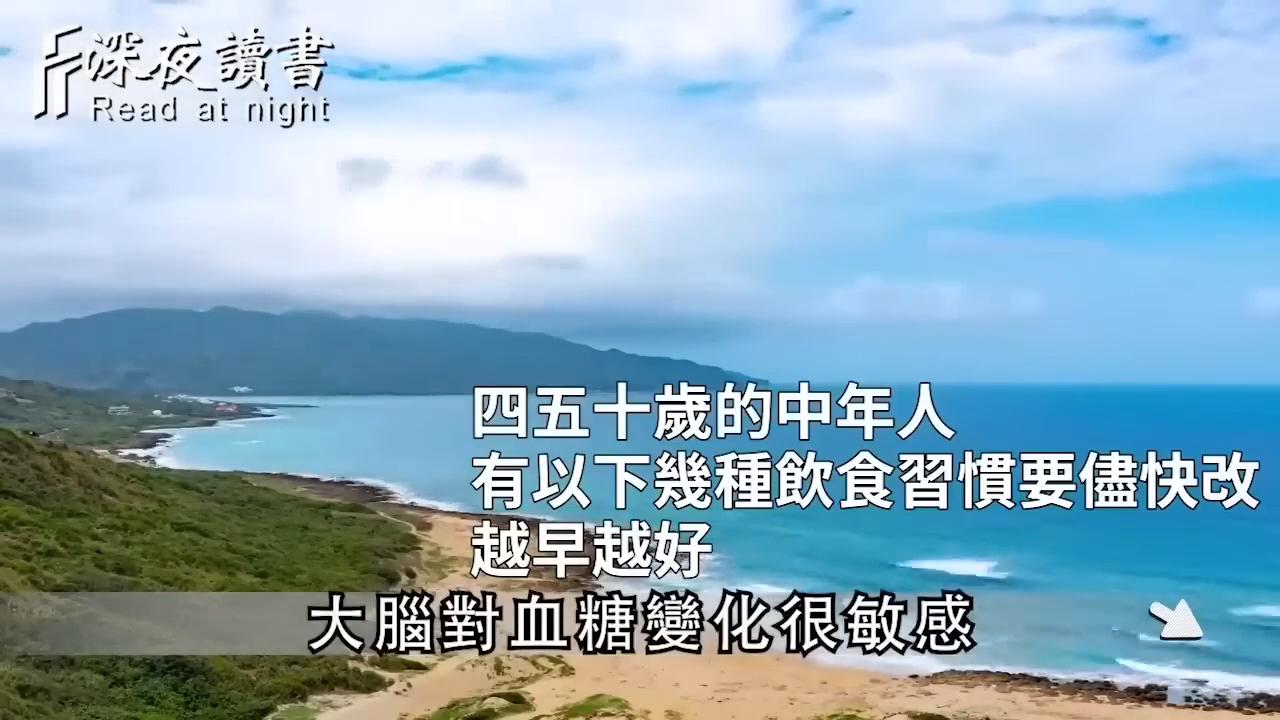 深夜讀書
Read at night
四五十歲的中年人
有以下幾種飲食習慣要儘快改
越早越好
大腦對血糖變化很敏感